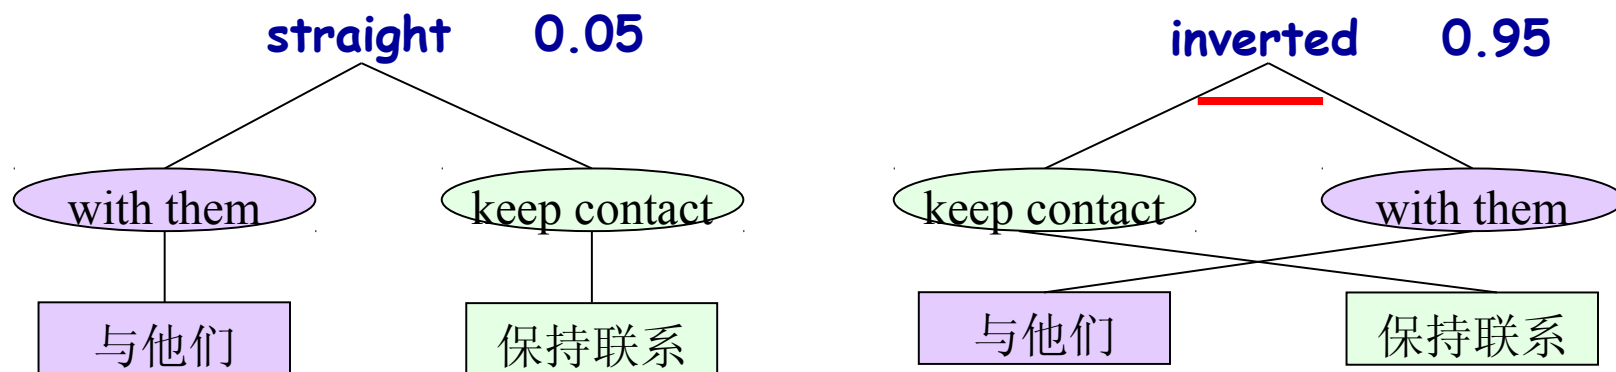 straight 0.05
inverted 0.95
with them
keep contact
keep contact
with them
与他们
保持联系
与他们
保持联系